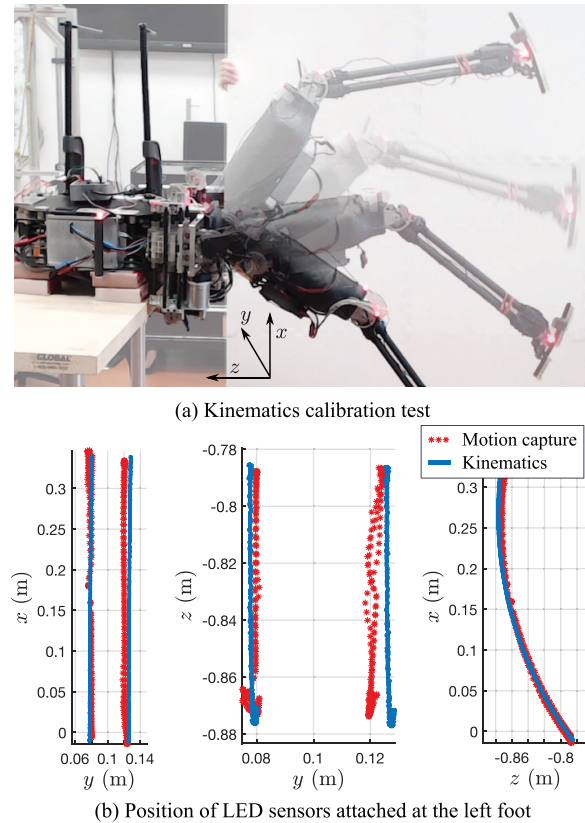 GLOBAL
y
x
z
(a) Kinematics calibration test
Motion capture
Kinematics
0.3
0.25
0.2
0.15
0.1
0.05
0
x (m)
0.06 0.1 0.14
y (m)
-0.78
-0.8
-0.82
-0.84
-0.86
-0.88
z (m)
0.08 0.1 0.12
y (m)
0.3
0.25
0.2
0.15
0.1
0.05
0
x (m)
-0.86 -0.8
z (m)
(b) Position of LED sensors attached at the left foot